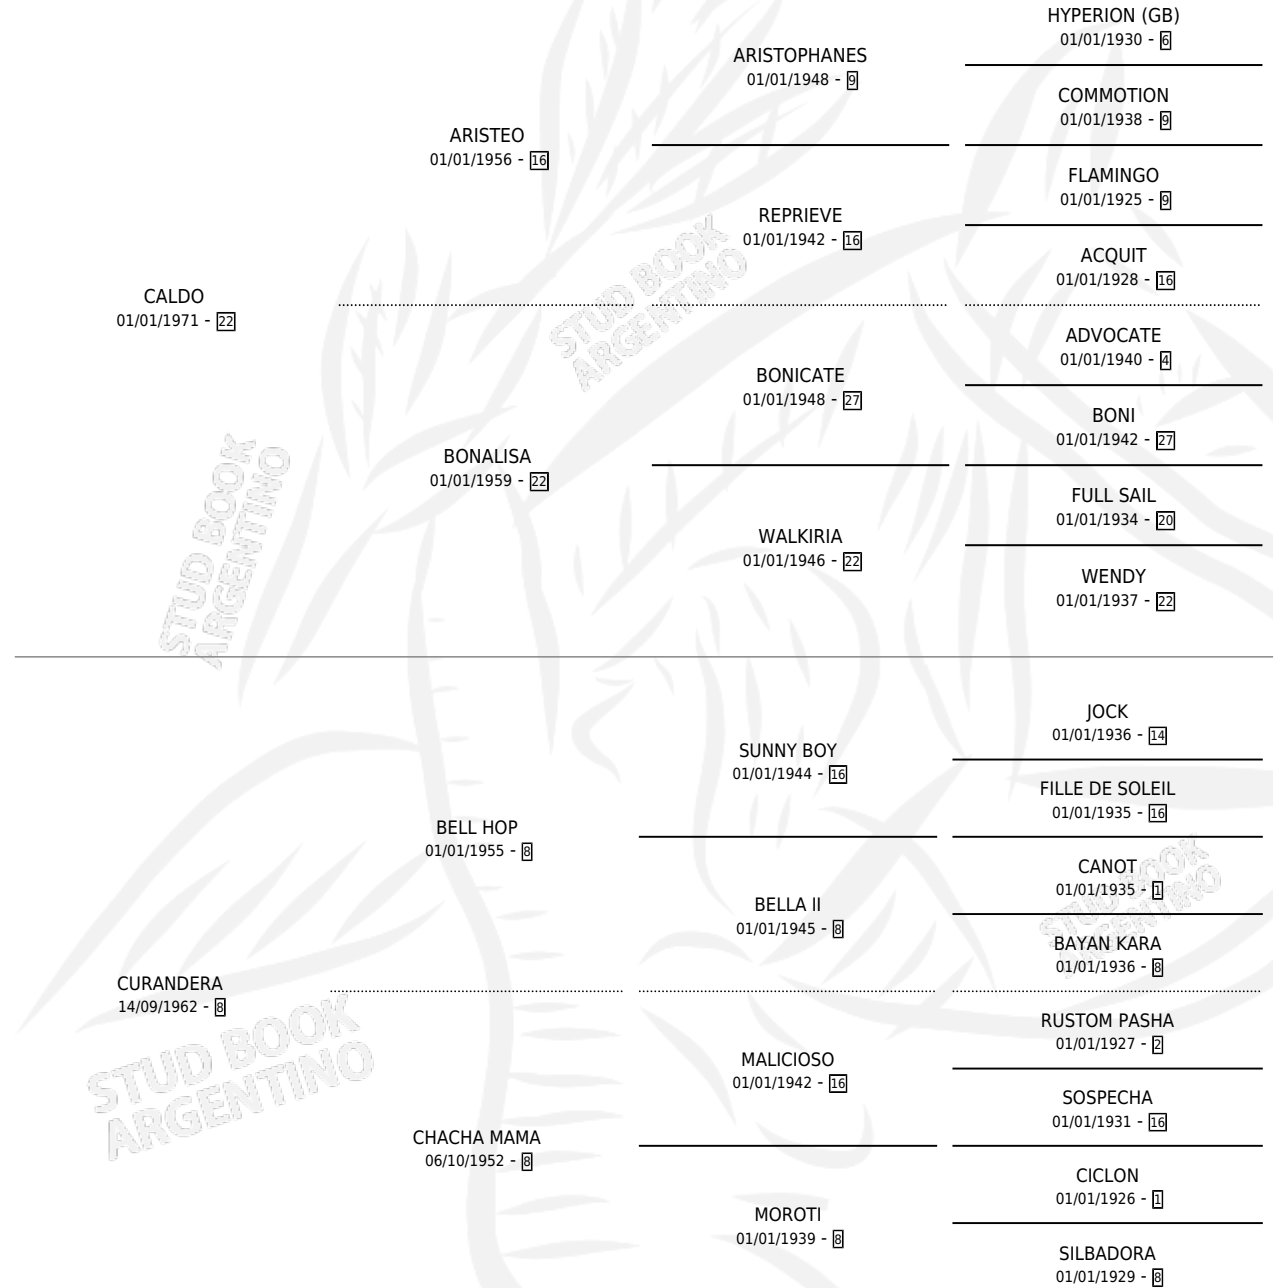 HYPERION (GB)
01/01/1930 - 6
ARISTOPHANES
01/01/1948 - 9
COMMOTION
01/01/1938 - 9
ARISTEO
01/01/1956 - 16
FLAMINGO
01/01/1925 - 9
REPRIEVE
01/01/1942 - 16
ACQUIT
01/01/1928 - 16
CALDO
01/01/1971 - 22
STUD BOOK
ARGENTINO
ADVOCATE
01/01/1940 - 4
BONICATE
01/01/1948 - 27
BONI
01/01/1942 - 27
BONALISA
01/01/1959 - 22
FULL SAIL
01/01/1934 - 20
WALKIRIA
01/01/1946 - 22
WENDY
01/01/1937 - 22
STUD BOOK
ARGENTINO
JOCK
01/01/1936 - 14
SUNNY BOY
01/01/1944 - 16
FILLE DE SOLEIL
01/01/1935 - 16
BELL HOP
01/01/1955 - 8
CANOT
01/01/1935 - 1
BELLA II
01/01/1945 - 8
BAYAN KARA
01/01/1936 - 8
STUD BOOK
ARGENTINO
CURANDERA
14/09/1962 - 8
RUSTOM PASHA
01/01/1927 - 2
MALICIOSO
01/01/1942 - 16
SOSPECHA
01/01/1931 - 16
STUD BOOK
ARGENTINO
CHACHA MAMA
06/10/1952 - 8
CICLON
01/01/1926 - 1
MOROTI
01/01/1939 - 8
SILBADORA
01/01/1929 - 8